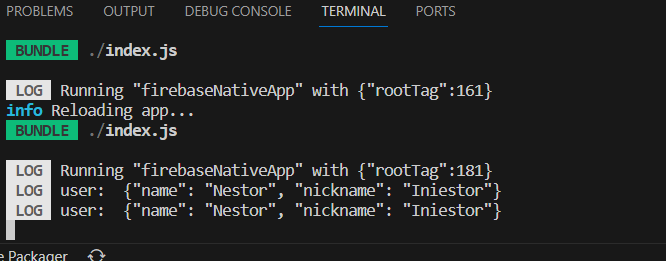 PROBLEMS OUTPUT DEBUG CONSOLE TERMINAL PORTS
BUNDLE ./index.js
LOG Running "firebaseNativeApp" with {"rootTag":161}
info Reloading app...
BUNDLE ./index.js
LOG Running "firebaseNativeApp" with {"rootTag":181}
LOG user: {"name": "Nestor", "nickname": "Iniestor"}
LOG user: {"name": "Nestor", "nickname": "Iniestor"}
e Packager